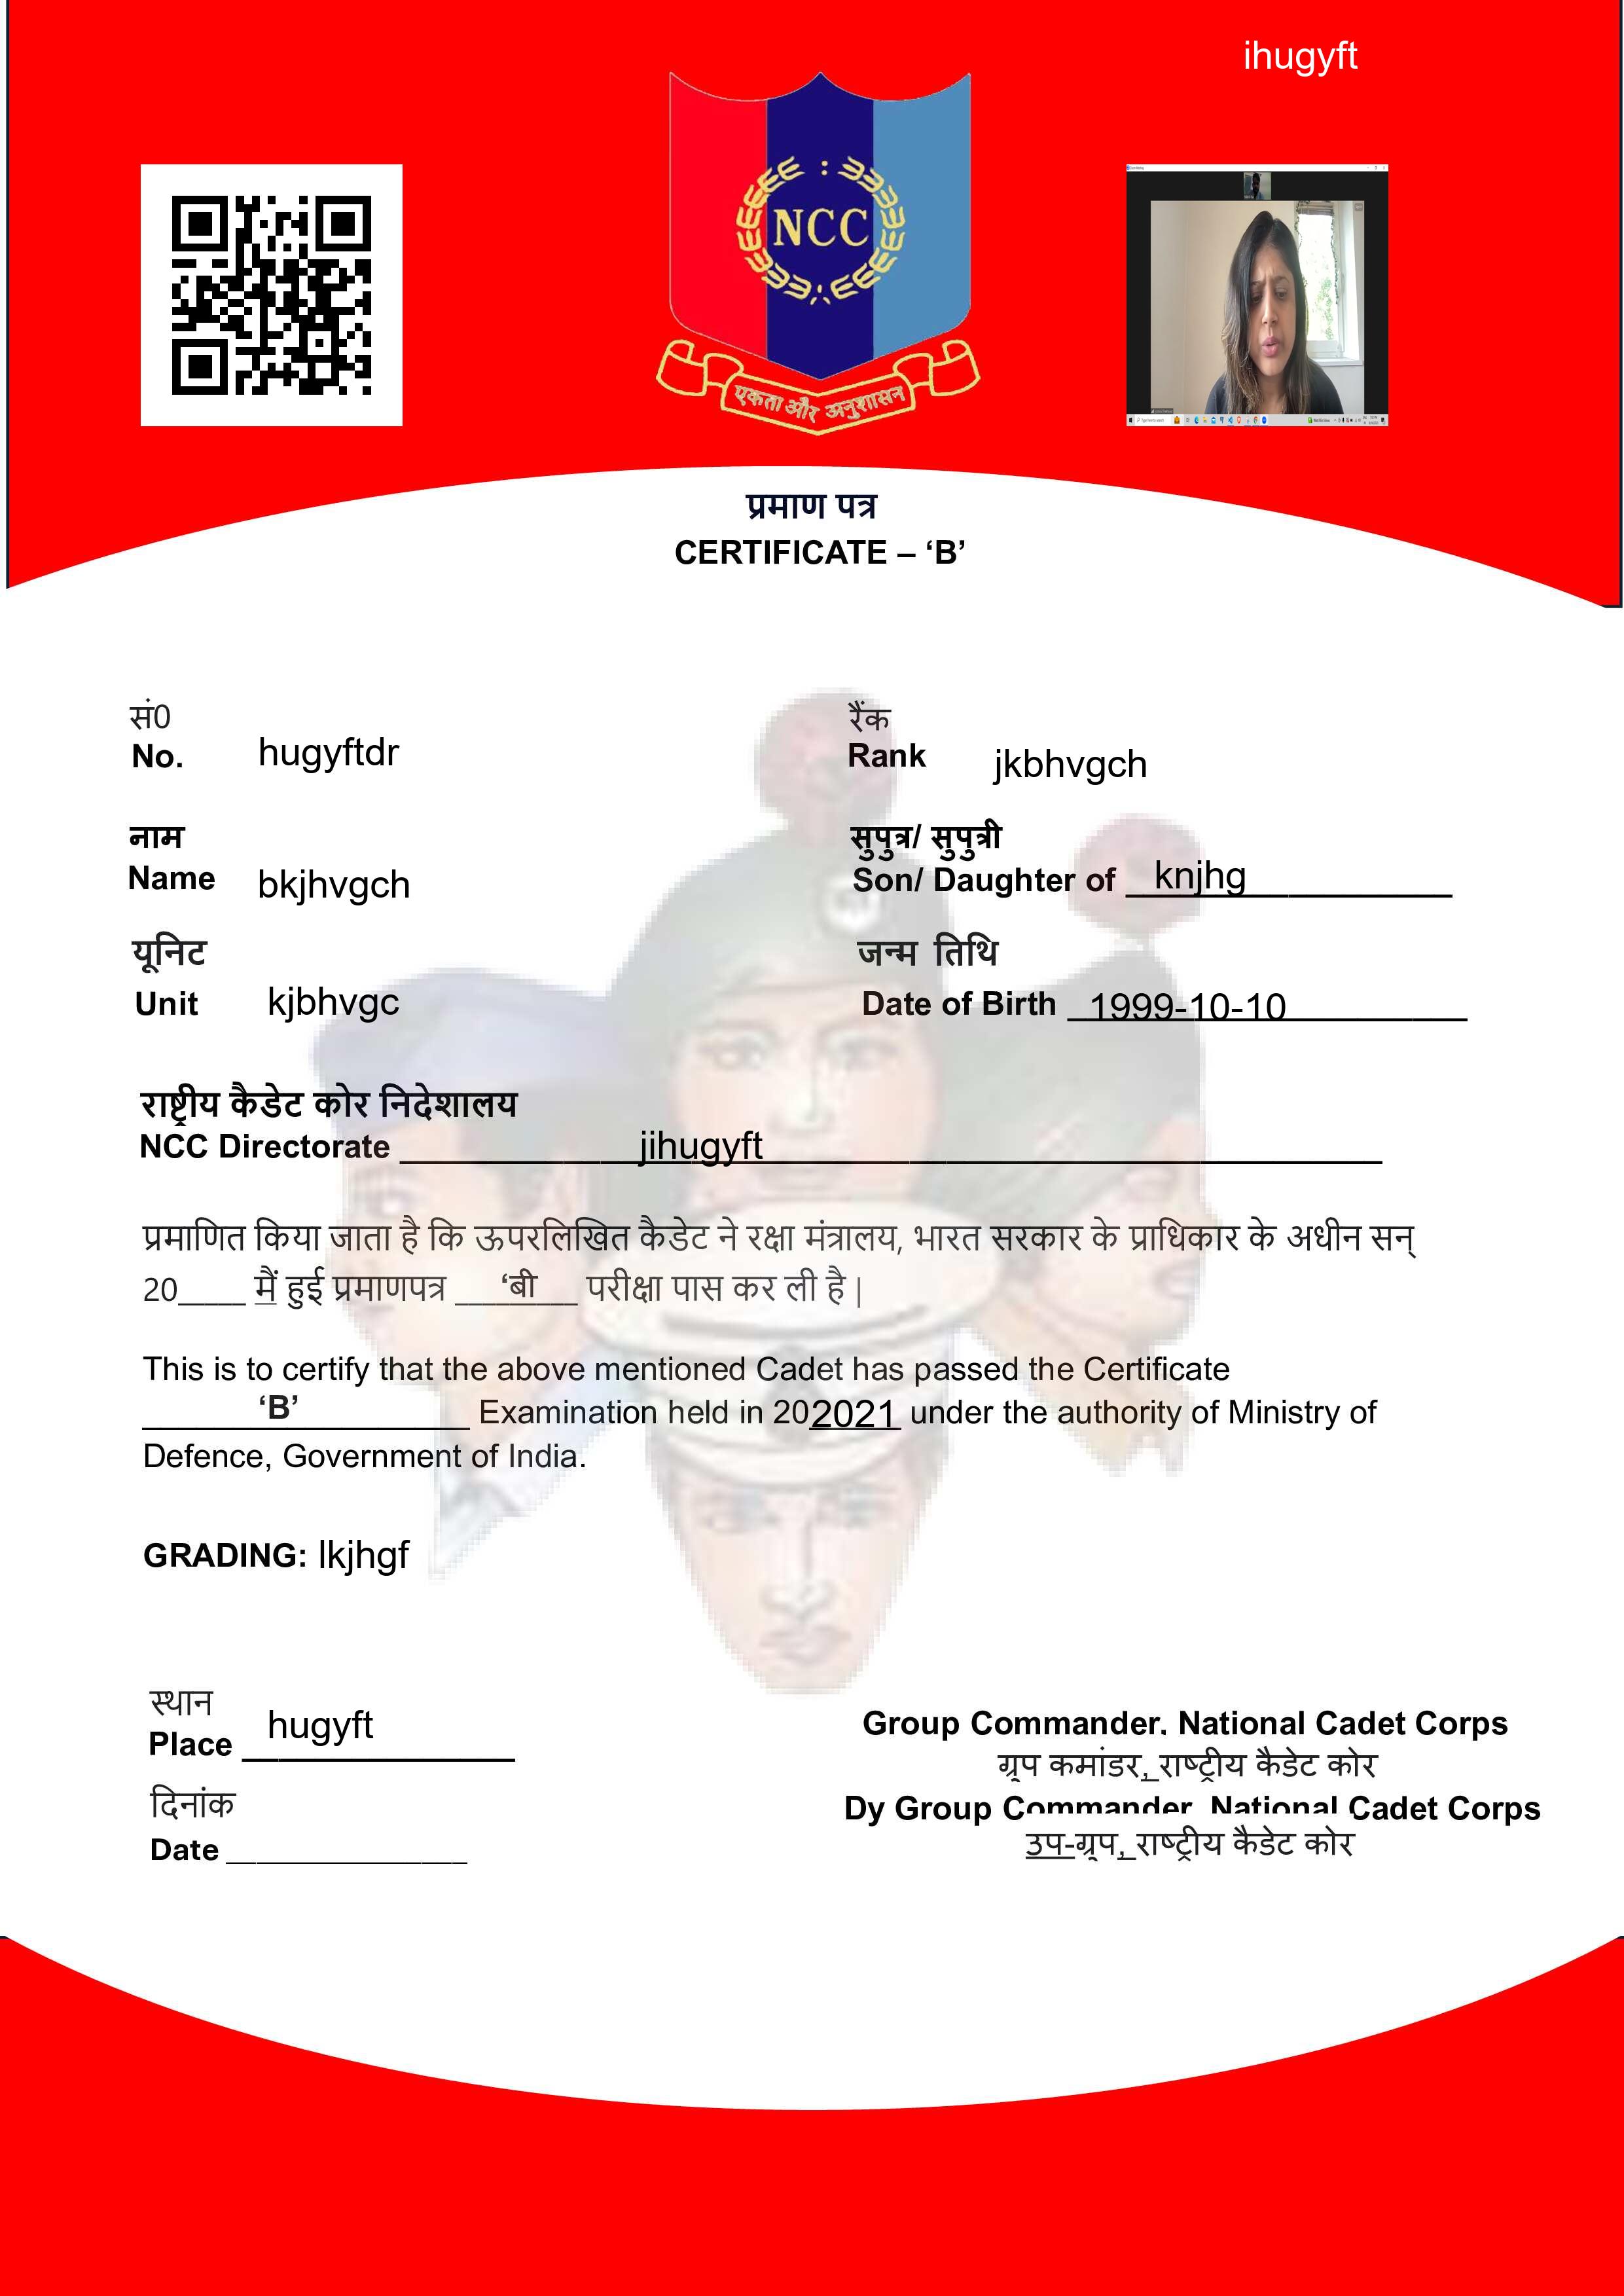 ihugyft
NCC
एकता और अनुशासन
प्रमाण पत्र
CERTIFICATE – ‘B’
सं0
No. hugyftdr
रैंक
Rank jkbhvgch
नाम
Name bkjhvgch
सुपुत्र/ सुपुत्री
Son/ Daughter of knjhg
यूनिट
Unit kjbhvgc
जन्म तिथि
Date of Birth 1999-10-10
राष्ट्रीय कैडेट कोर निदेशालय
NCC Directorate jihugyft
प्रमाणित किया जाता है कि ऊपरलिखित कैडेट ने रक्षा मंत्रालय, भारत सरकार के प्राधिकार के अधीन सन्
20____ मैं हुई प्रमाणपत्र ‘बी परीक्षा पास कर ली है |
This is to certify that the above mentioned Cadet has passed the Certificate
‘B’ Examination held in 202021 under the authority of Ministry of
Defence, Government of India.
GRADING: lkjhgf
स्थान
Place hugyft
दिनांक
Date
Group Commander, National Cadet Corps
ग्रुप कमांडर, राष्ट्रीय कैडेट कोर
Dy Group Commander, National Cadet Corps
उप-ग्रुप, राष्ट्रीय कैडेट कोर